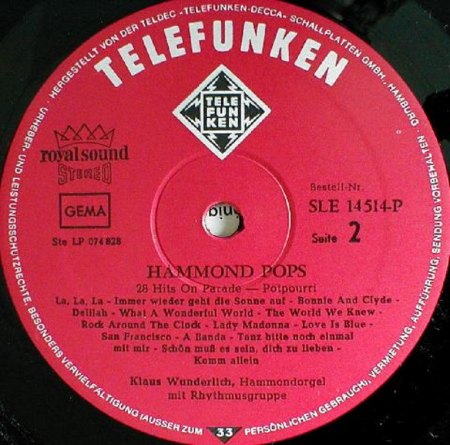 HERGESTELLT VON DER TELDEC »TELEFUNKEN-DECCA« SCHALLPLATTEN GMBH., HAMBURG ·
URHEBER- UND LEISTUNGSSCHUTZRECHTE, BESONDERS VERVIELFÄLTIGUNG (AUSSER ZUM
PERSÖNLICHEN GEBRAUCH), VERMIETUNG, AUFFÜHRUNG, SENDUNG VORBEHALTEN
TELEFUNKEN
TELE
FUN
KEN
royal sound
STEREO
GEMA
Ste LP 074 828
Bestell-Nr.
SLE 14 514-P
Seite 2
HAMMOND POPS
28 Hits On Parade — Potpourri
La, La, La - Immer wieder geht die Sonne auf - Bonnie And Clyde -
Delilah - What A Wonderful World - The World We Knew -
Rock Around The Clock - Lady Madonna - Love Is Blue -
San Francisco - A Banda - Tanz bitte noch einmal
mit mir - Schön muß es sein, dich zu lieben -
Komm allein
Klaus Wunderlich, Hammondorgel
mit Rhythmusgruppe
33